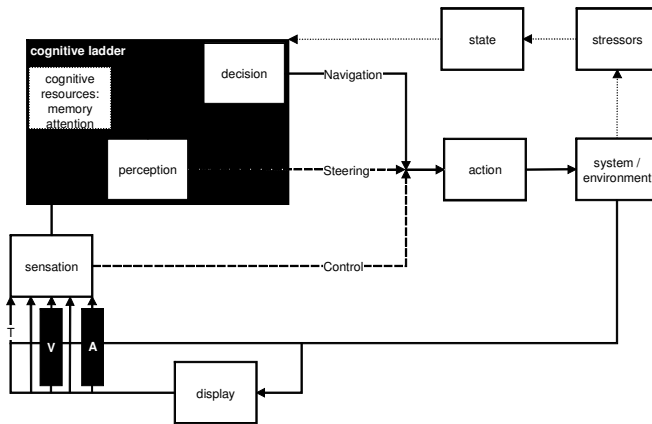 cognitive ladder
cognitive
resources:
memory
attention
decision
perception
state
stressors
Navigation
Steering
action
system /
environment
sensation
Control
T
V
A
display